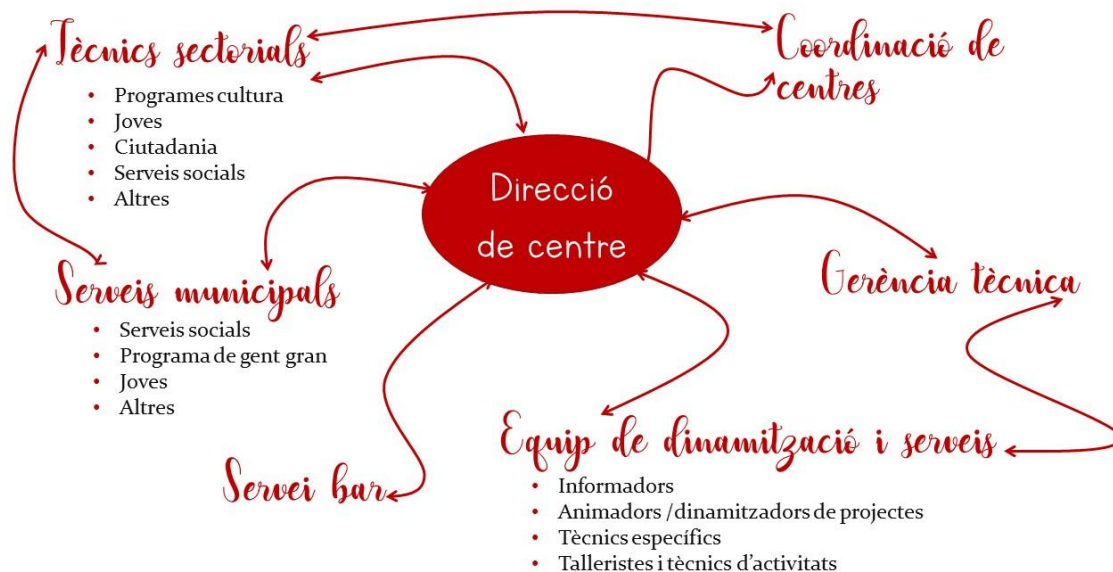 Tècnics sectorials
• Programes cultura
• Joves
• Ciutadania
• Serveis socials
• Altres
Coordinació de
centres
Direcció
de centre
Serveis municipals
• Serveis socials
• Programa de gent gran
• Joves
• Altres
Gerència tècnica
Servei bar
Equip de dinamització i serveis
• Informadors
• Animadors /dinamitzadors de projectes
• Tècnics específics
• Talleristes i tècnics d'activitats